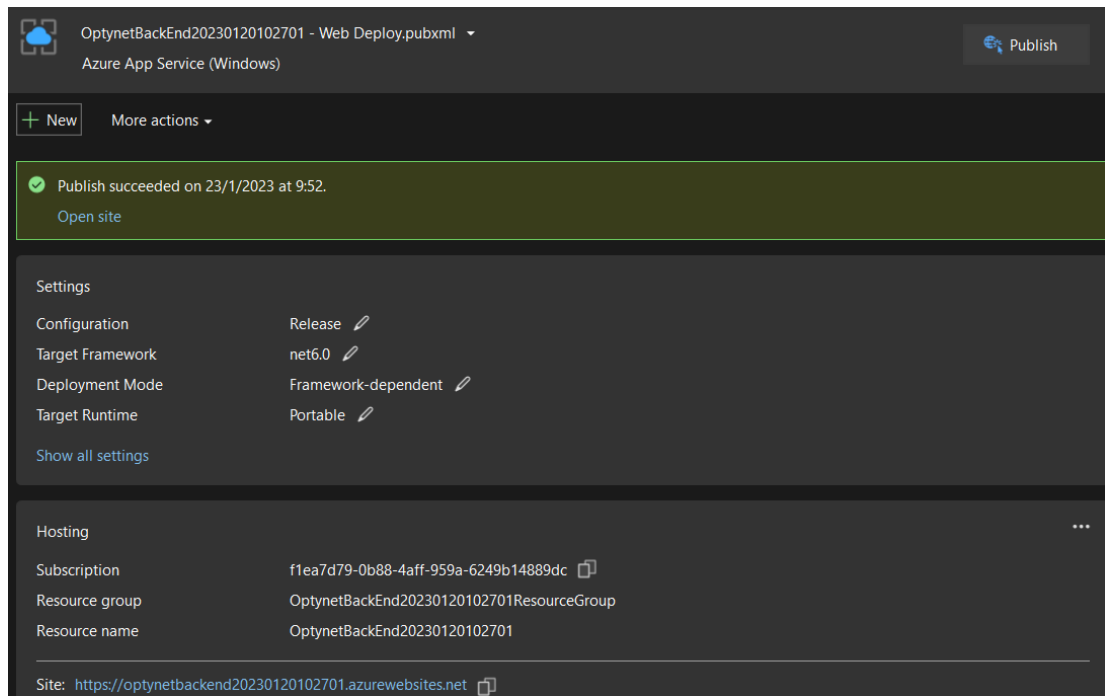 OptynetBackEnd20230120102701 - Web Deploy.pubxml
Azure App Service (Windows)
Publish
New
More actions
Publish succeeded on 23/1/2023 at 9:52.
Open site
Settings
Configuration Release
Target Framework net6.0
Deployment Mode Framework-dependent
Target Runtime Portable
Show all settings
Hosting
Subscription f1ea7d79-0b88-4aff-959a-6249b14889dc
Resource group OptynetBackEnd20230120102701ResourceGroup
Resource name OptynetBackEnd20230120102701
Site: https://optynetbackend20230120102701.azurewebsites.net